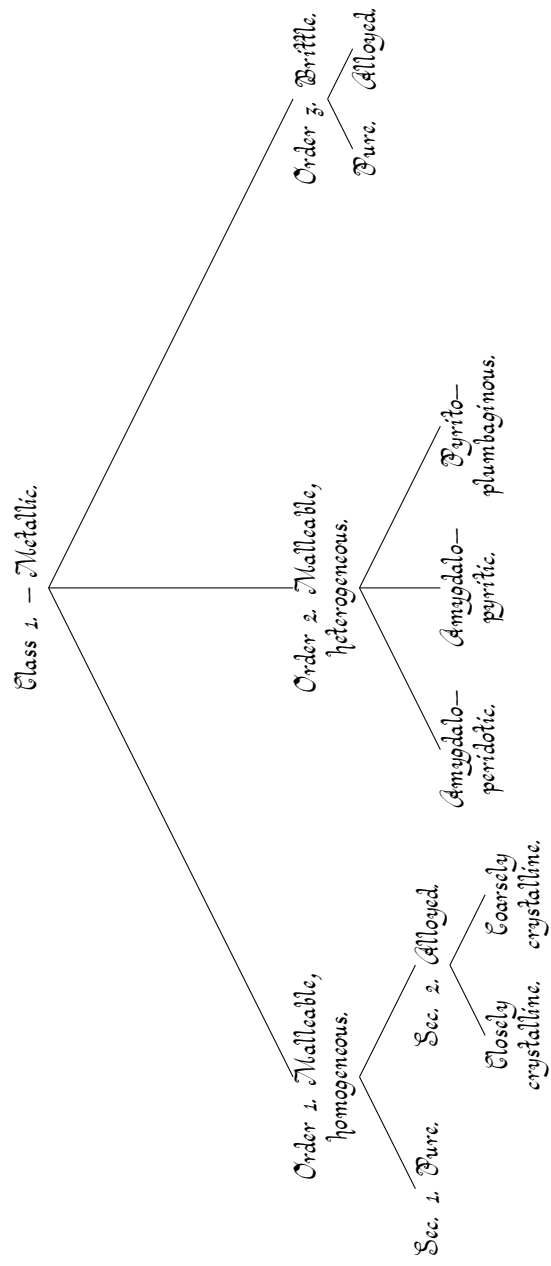 Class 1. — Metallic.
Order 1. Malleable,
homogeneous.
Order 2. Malleable,
heterogeneous.
Order 3. Brittle.
Sec. 1. Pure.
Sec. 2. Alloyed.
Closely
crystalline.
Coarsely
crystalline.
Amygdalo—
peridotic.
Amygdalo—
pyritic.
Pyrito—
plumbaginous.
Pure.
Alloyed.